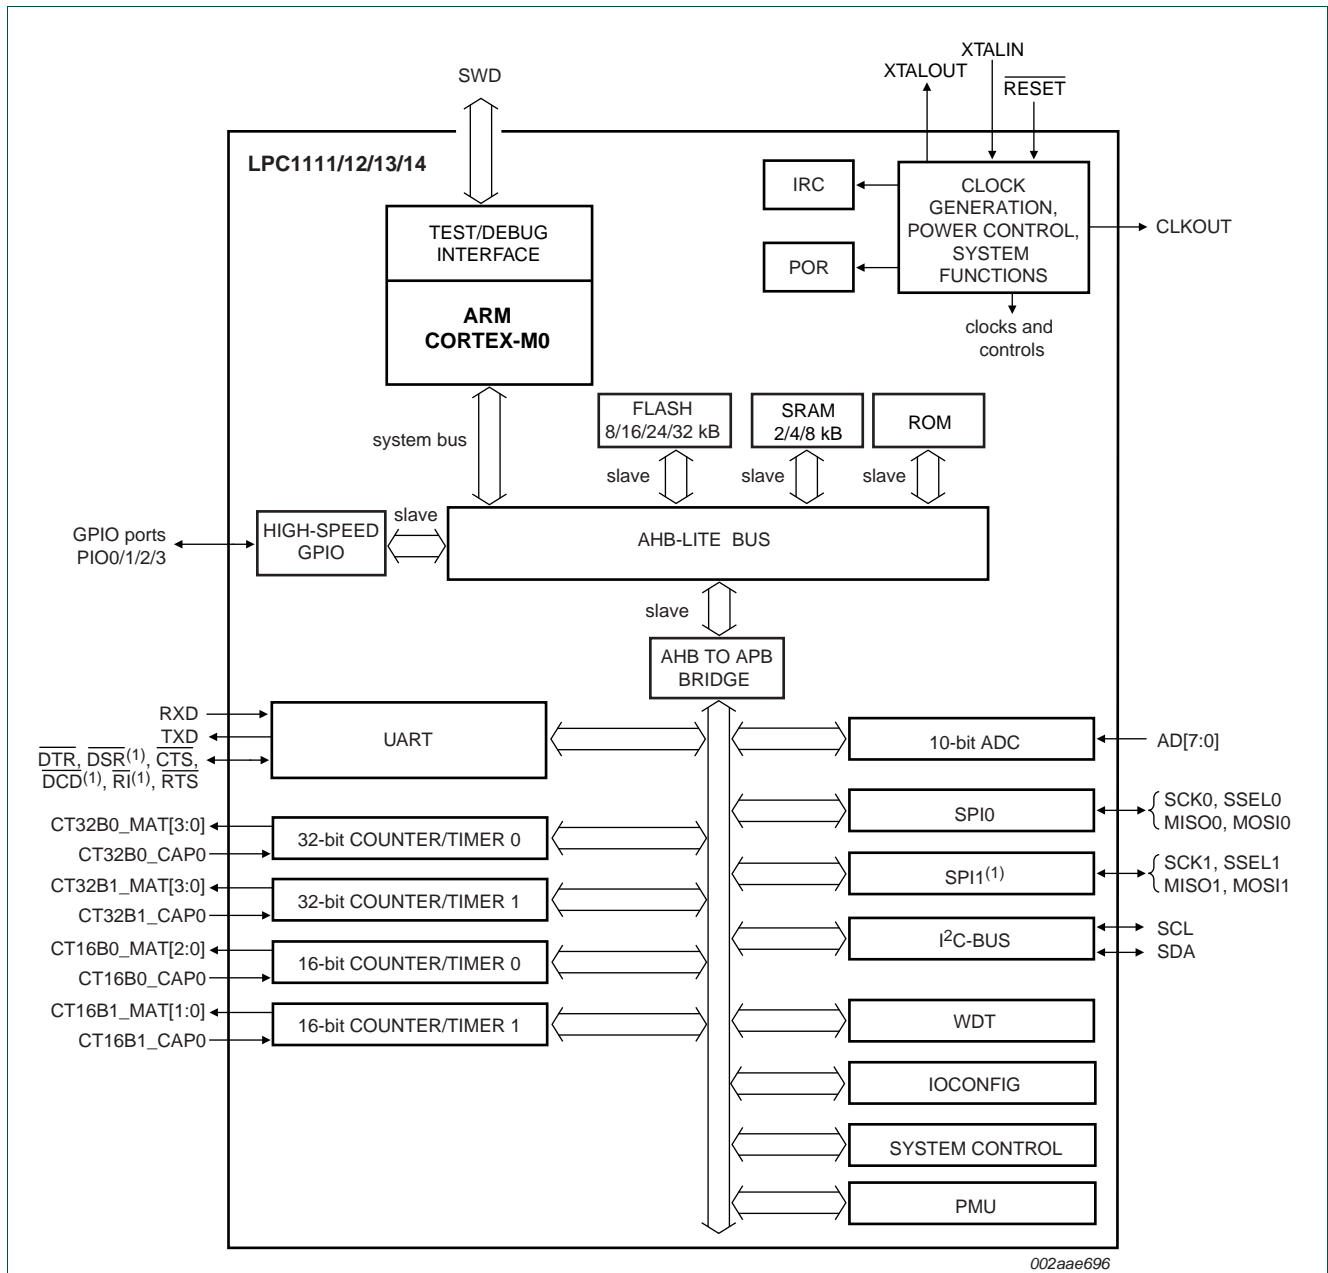 XTALIN
XTALOUT
RESET
SWD
LPC1111/12/13/14
IRC
CLOCK
GENERATION,
POWER CONTROL,
SYSTEM
FUNCTIONS
CLKOUT
TEST/DEBUG
INTERFACE
POR
ARM
CORTEX-M0
clocks and
controls
FLASH
8/16/24/32 kB
SRAM
2/4/8 kB
ROM
system bus
slave
slave
slave
slave
GPIO ports
PIO0/1/2/3
HIGH-SPEED
GPIO
AHB-LITE BUS
slave
AHB TO APB
BRIDGE
RXD
TXD
DTR, DSR(1), CTS,
DCD(1), RI(1), RTS
UART
10-bit ADC
AD[7:0]
CT32B0_MAT[3:0]
CT32B0_CAP0
32-bit COUNTER/TIMER 0
SPI0
SCK0, SSEL0
MISO0, MOSI0
CT32B1_MAT[3:0]
CT32B1_CAP0
32-bit COUNTER/TIMER 1
SPI1(1)
SCK1, SSEL1
MISO1, MOSI1
CT16B0_MAT[2:0]
CT16B0_CAP0
16-bit COUNTER/TIMER 0
I2C-BUS
SCL
SDA
CT16B1_MAT[1:0]
CT16B1_CAP0
16-bit COUNTER/TIMER 1
WDT
IOCONFIG
SYSTEM CONTROL
PMU
002aae696